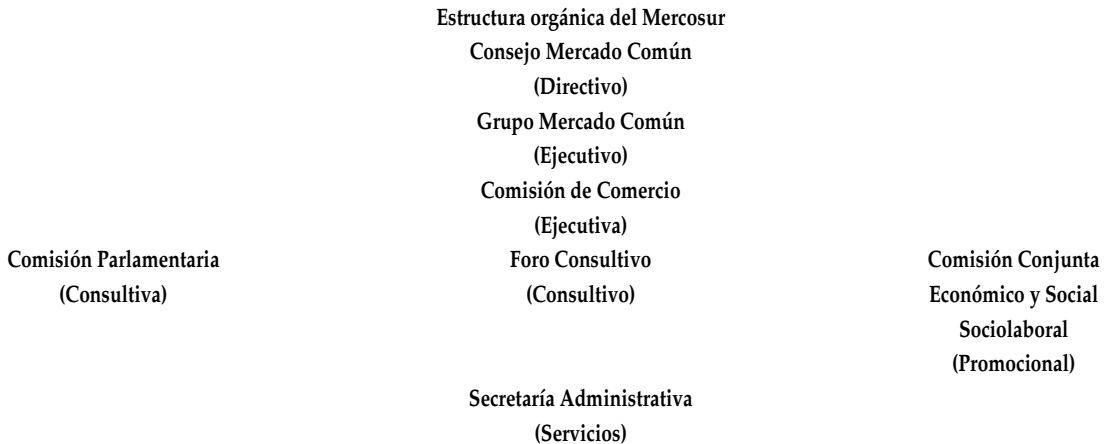 Estructura orgánica del Mercosur
Consejo Mercado Común
(Directivo)
Grupo Mercado Común
(Ejecutivo)
Comisión de Comercio
(Ejecutiva)
Comisión Parlamentaria
(Consultiva)
Foro Consultivo
(Consultivo)
Comisión Conjunta
Económico y Social
Sociolaboral
(Promocional)
Secretaría Administrativa
(Servicios)